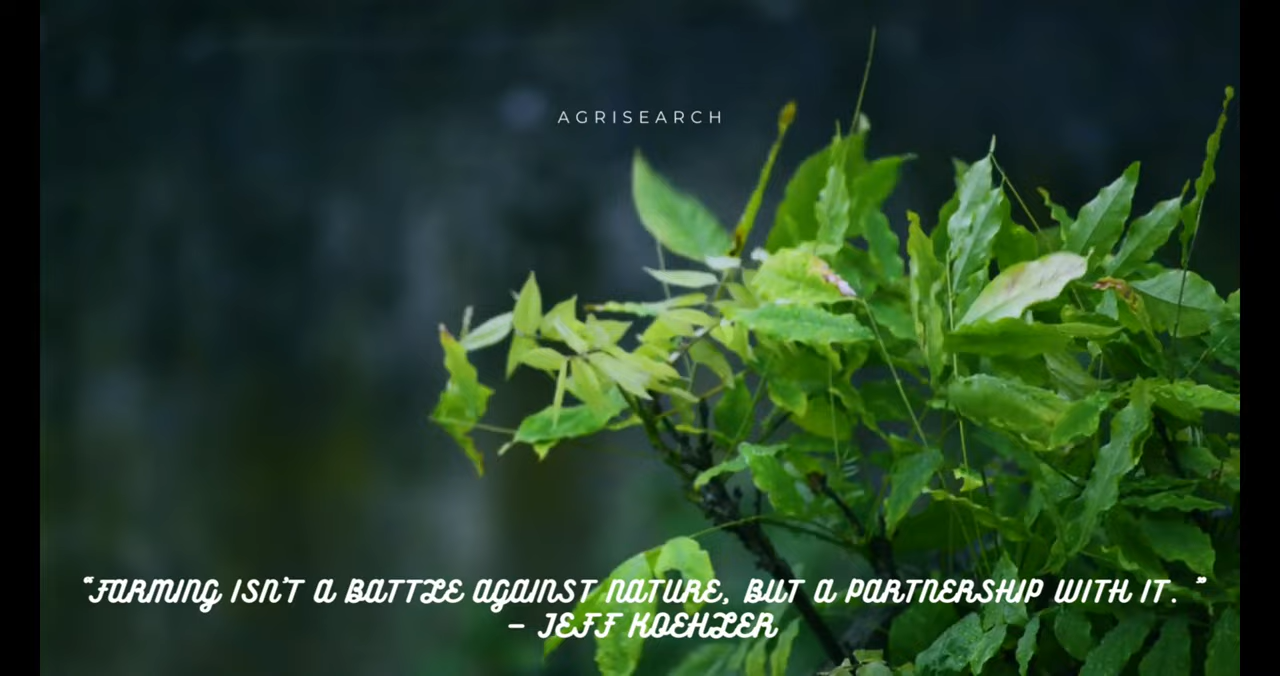 AGRISEARCH
“FARMING ISN’T A BATTLE AGAINST NATURE, BUT A PARTNERSHIP WITH IT. ”
– JEFF KOEHLER